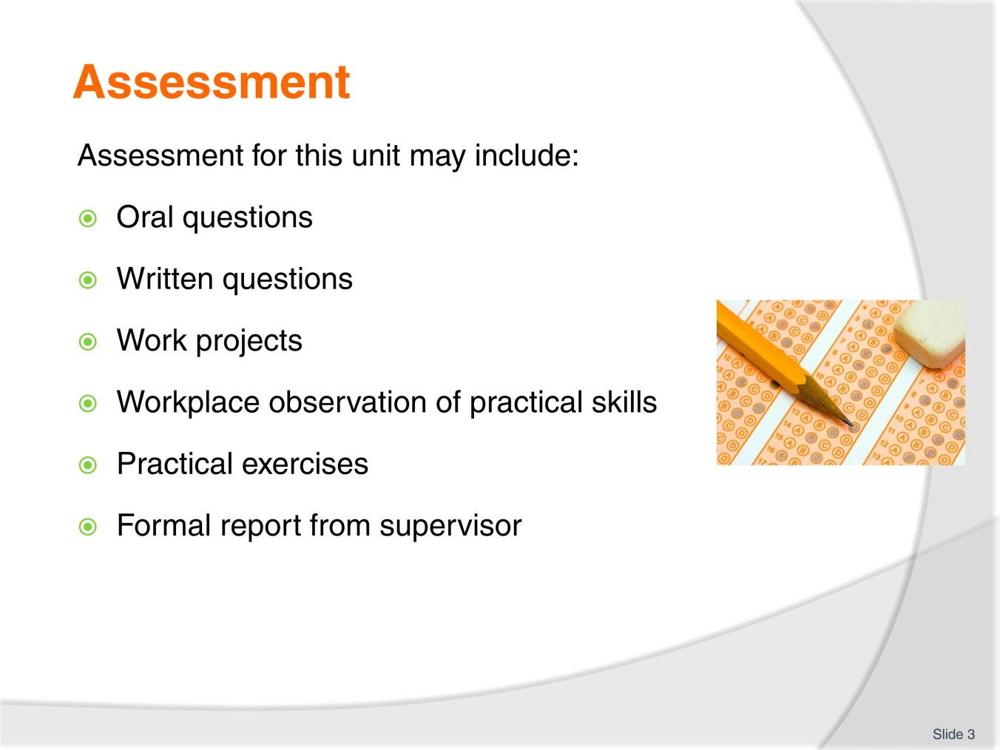 Assessment
Assessment for this unit may include:
Oral questions
Written questions
Work projects
Workplace observation of practical skills
Practical exercises
Formal report from supervisor
Slide 3